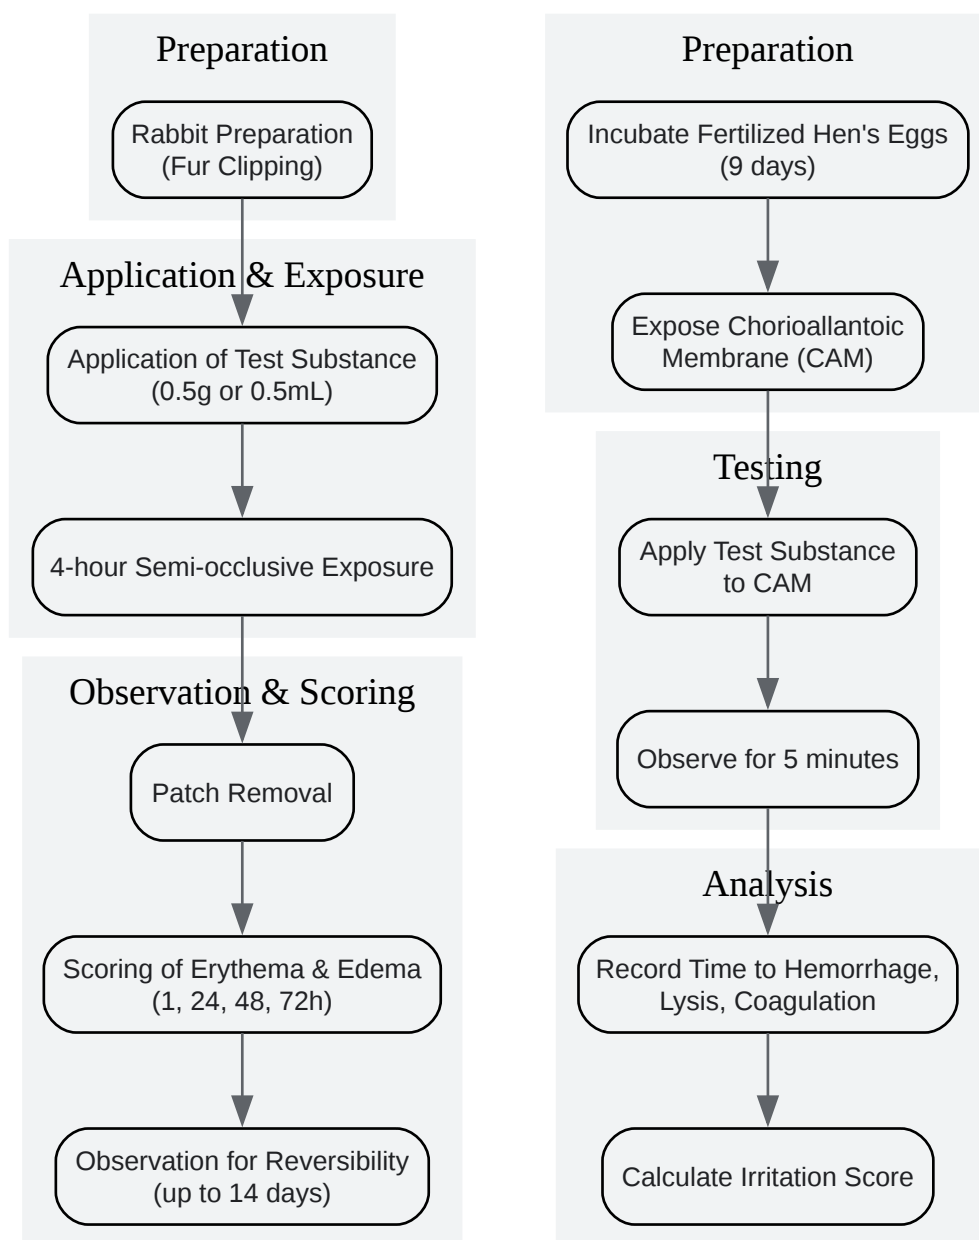 Preparation
Rabbit Preparation
(Fur Clipping)
Application & Exposure
Application of Test Substance
(0.5g or 0.5mL)
4-hour Semi-occlusive Exposure
Observation & Scoring
Patch Removal
Scoring of Erythema & Edema
(1, 24, 48, 72h)
Observation for Reversibility
(up to 14 days)
Preparation
Incubate Fertilized Hen's Eggs
(9 days)
Expose Chorioallantoic
Membrane (CAM)
Testing
Apply Test Substance
to CAM
Observe for 5 minutes
Analysis
Record Time to Hemorrhage,
Lysis, Coagulation
Calculate Irritation Score